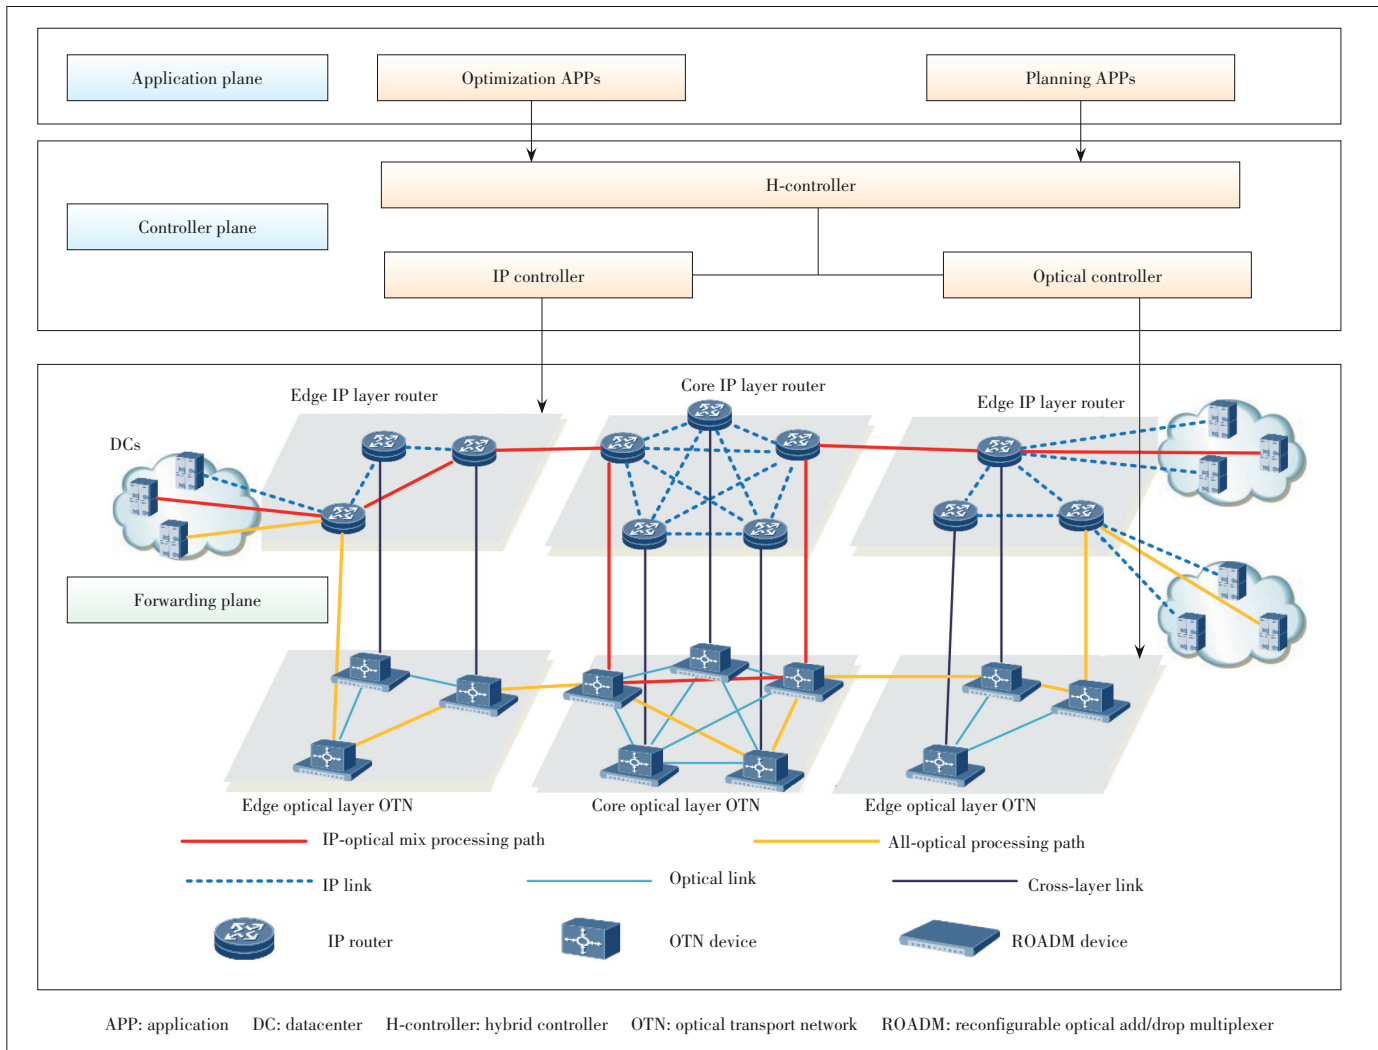 Application plane
Optimization APPs
Planning APPs
H-controller
Controller plane
IP controller
Optical controller
Edge IP layer router
Core IP layer router
Edge IP layer router
DCs
Forwarding plane
Edge optical layer OTN
Core optical layer OTN
Edge optical layer OTN
IP-optical mix processing path
All-optical processing path
IP link
Optical link
Cross-layer link
IP router
OTN device
ROADM device
APP: application DC: datacenter H-controller: hybrid controller OTN: optical transport network ROADM: reconfigurable optical add/drop multiplexer